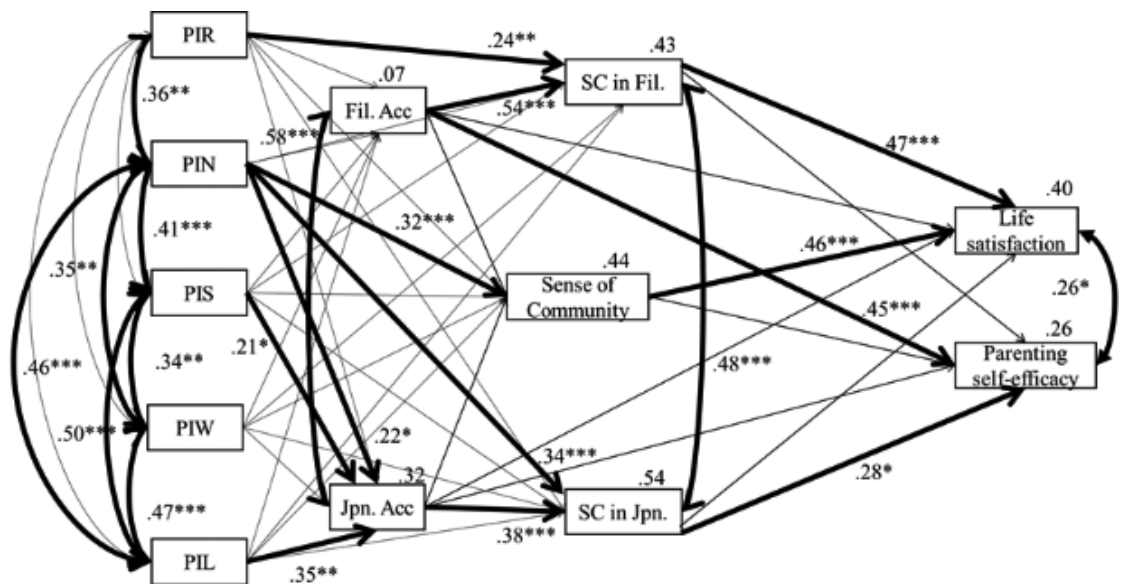 PIR
.24**
.43
.07
SC in Fil.
.36**
Fil. Acc
.54***
.58***
PIN
.47***
.40
.41***
.32***
Life
satisfaction
.35**
.44
.46***
PIS
Sense of
Community
.26*
.45***
.26
.21*
.34**
.48***
Parenting
self-efficacy
.46***
.50***
PIW
.22*
.34***
.28*
.32
.54
.47***
Jpn. Acc
SC in Jpn.
.38***
PIL
.35**